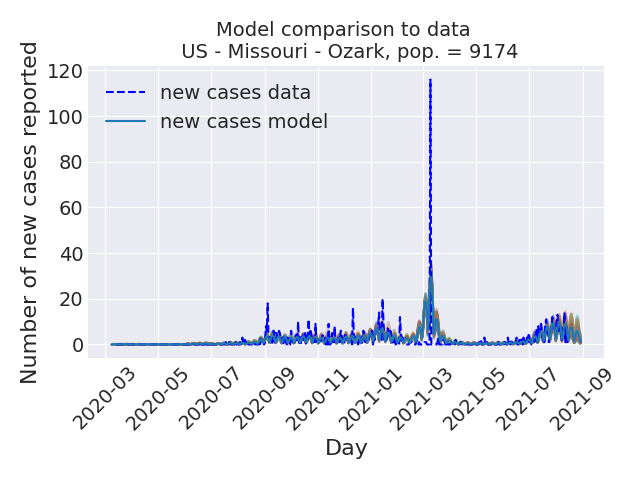 Model comparison to data
US - Missouri - Ozark, pop. = 9174
Number of new cases reported
120
100
80
60
40
20
0
new cases data
new cases model
2020-03
2020-05
2020-07
2020-09
2020-11
2021-01
2021-03
2021-05
2021-07
2021-09
Day